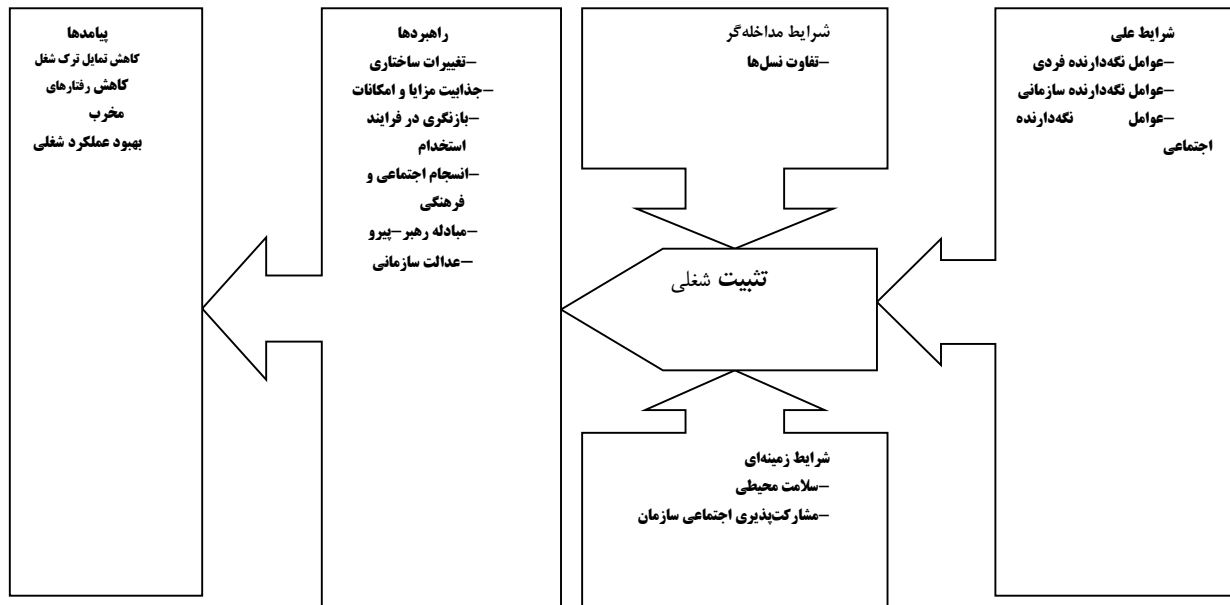 شرایط علی
–عوامل نگه‌دارنده فردی
–عوامل نگه‌دارنده سازمانی
–عوامل نگه‌دارنده
اجتماعی
شرایط مداخله‌گر
–تفاوت نسل‌ها
تثبیت شغلی
شرایط زمینه‌ای
–سلامت محیطی
–مشارکت‌پذیری اجتماعی سازمان
راهبردها
–تغییرات ساختاری
–جذابیت مزایا و امکانات
–بازنگری در فرایند
استخدام
–انسجام اجتماعی و
فرهنگی
–مبادله رهبر–پیرو
–عدالت سازمانی
پیامدها
کاهش تمایل ترک شغل
کاهش رفتارهای
مخرب
بهبود عملکرد شغلی